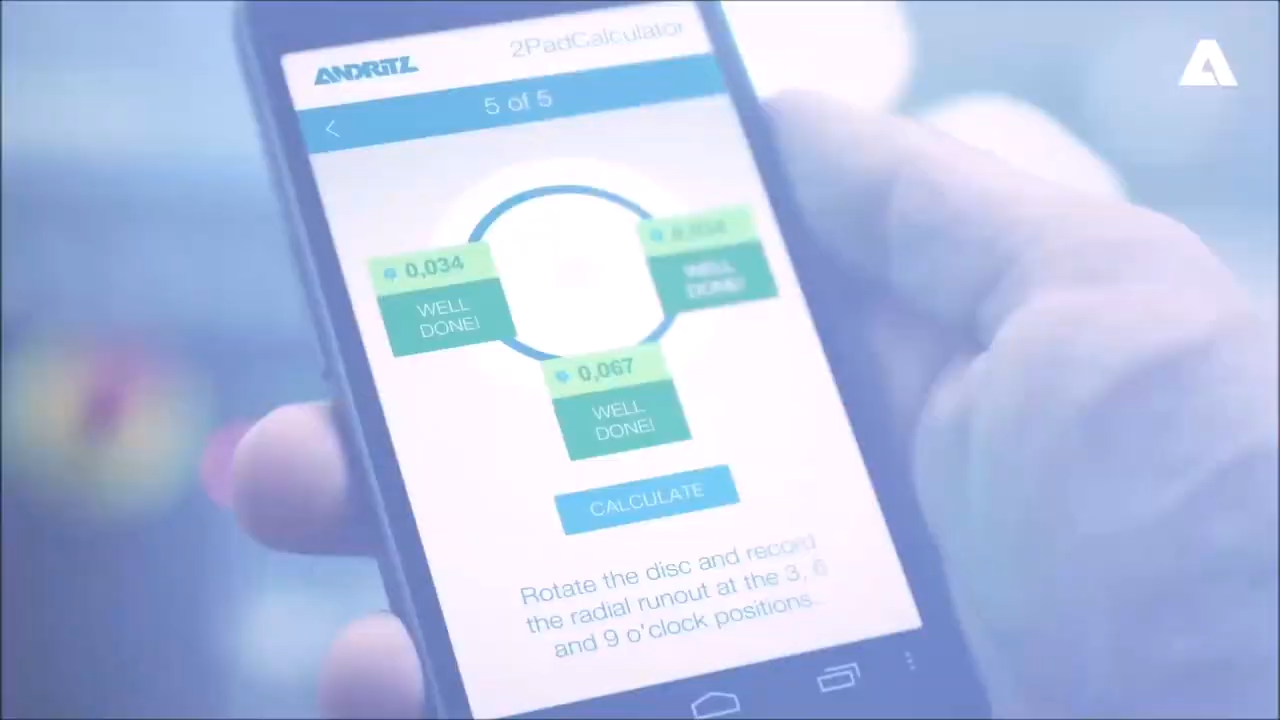 ANDRITZ
2PadCalculator
5 of 5
0,034
WELL
DONE!
WELL
DONE!
0,067
WELL
DONE!
CALCULATE
Rotate the disc and record
the radial runout at the 3, 6
and 9 o'clock positions.